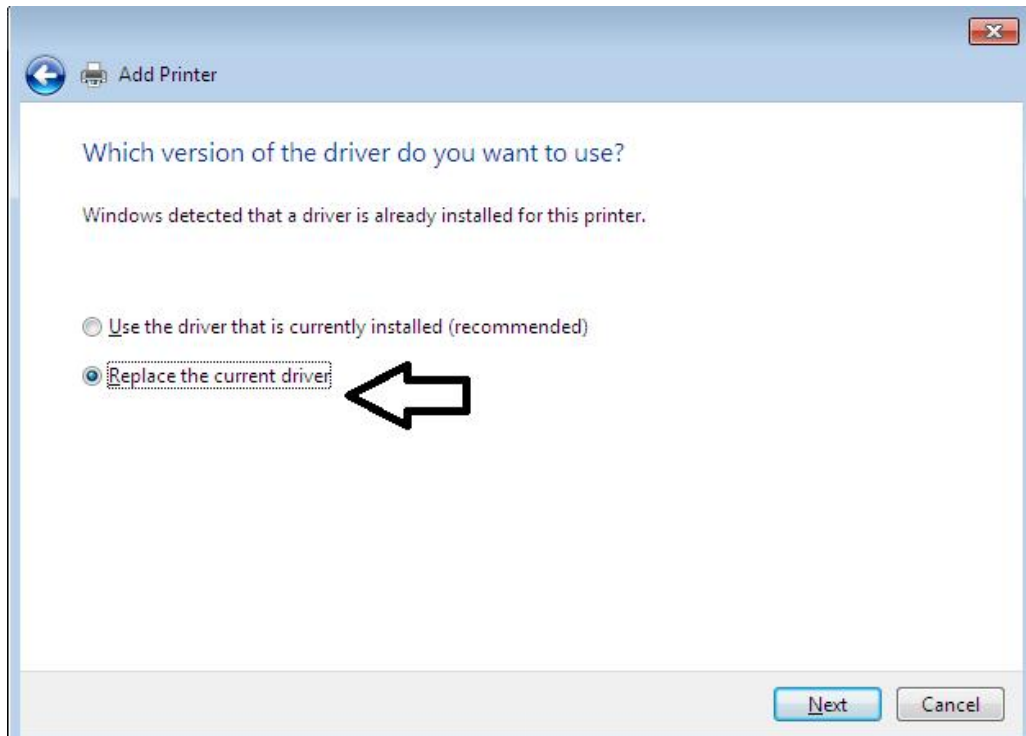 Add Printer
Which version of the driver do you want to use?
Windows detected that a driver is already installed for this printer.
Use the driver that is currently installed (recommended)
Replace the current driver
Next
Cancel